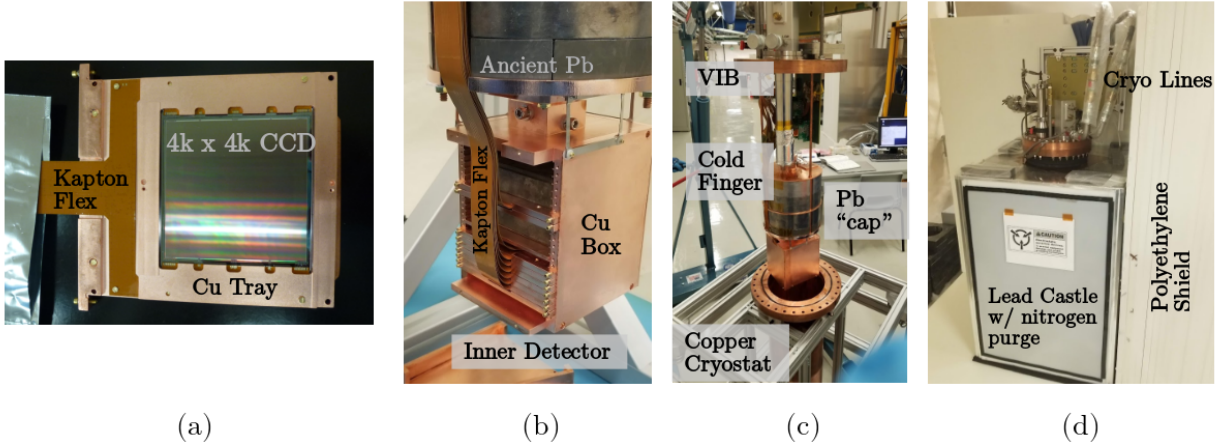 4k x 4k CCD
Kapton
Flex
Cu Tray
Ancient Pb
Kapton Flex
Cu
Box
Inner Detector
VIB
Cold
Finger
Pb
“cap”
Copper
Cryostat
Cryo Lines
CAUTION
Lead Castle
w/ nitrogen
purge
Polyethylene
Shield
(a)
(b)
(c)
(d)